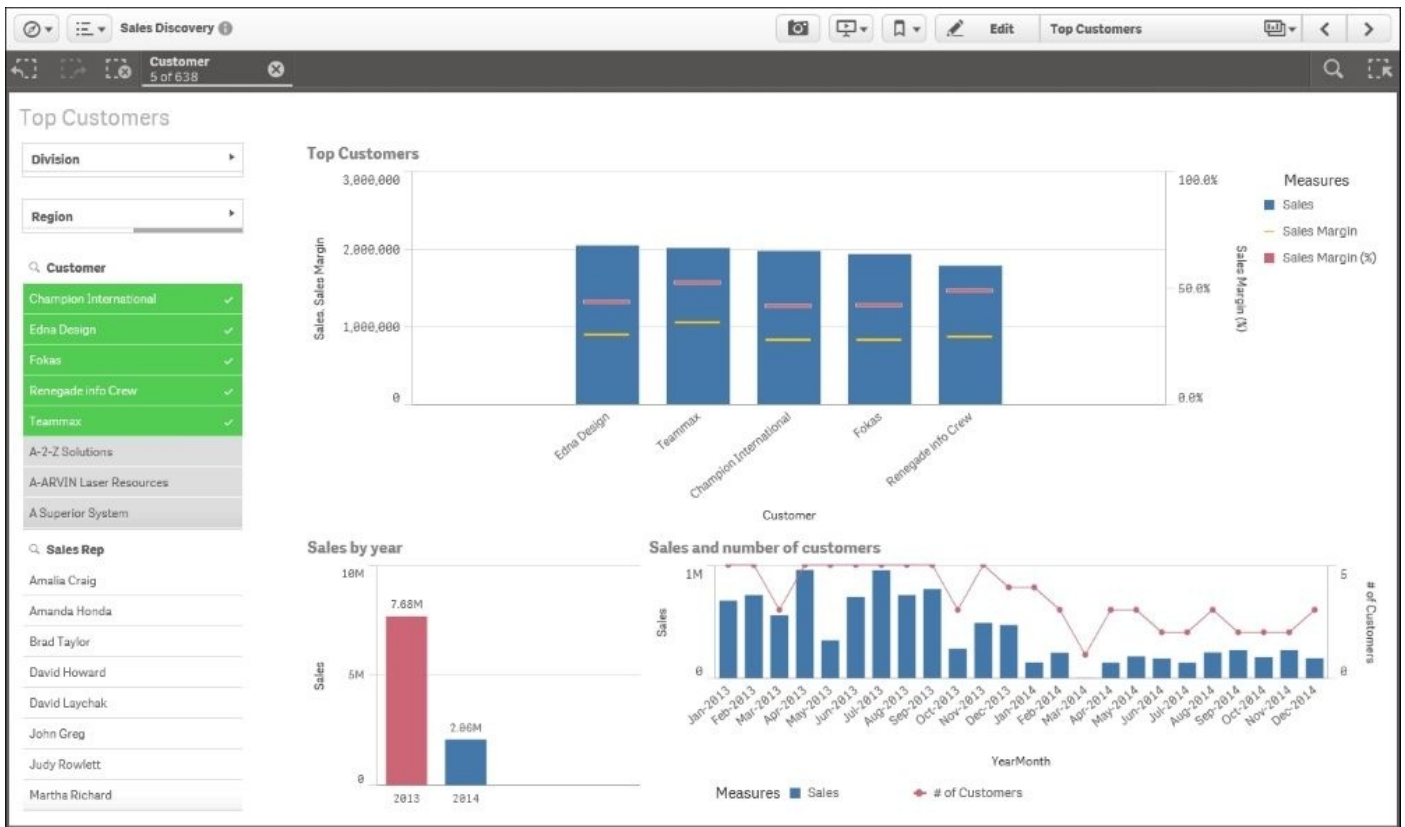 Sales Discovery
Edit
Top Customers
Customer
5 of 638
Top Customers
Division
Region
Customer
Champion International
Edna Design
Fokas
Renegade info Crew
Teammax
A-2-Z Solutions
A-ARVIN Laser Resources
A Superior System
Sales Rep
Amalia Craig
Amanda Honda
Brad Taylor
David Howard
David Laychak
John Greg
Judy Rowlett
Martha Richard
Top Customers
3,000,000
2,000,000
1,000,000
0
Sales, Sales Margin
100.0%
50.0%
0.0%
Sales Margin (%)
Measures
Sales
Sales Margin
Sales Margin (%)
Edna Design
Teammax
Champion International
Fokas
Renegade info Crew
Customer
Sales by year
10M
5M
0
Sales
7.68M
2.06M
2013
2014
Sales and number of customers
1M
0
Sales
5
0
# of Customers
Jan-2013
Feb-2013
Mar-2013
Apr-2013
May-2013
Jun-2013
Jul-2013
Aug-2013
Sep-2013
Oct-2013
Nov-2013
Dec-2013
Jan-2014
Feb-2014
Mar-2014
Apr-2014
May-2014
Jun-2014
Jul-2014
Aug-2014
Sep-2014
Oct-2014
Nov-2014
Dec-2014
YearMonth
Measures
Sales
# of Customers